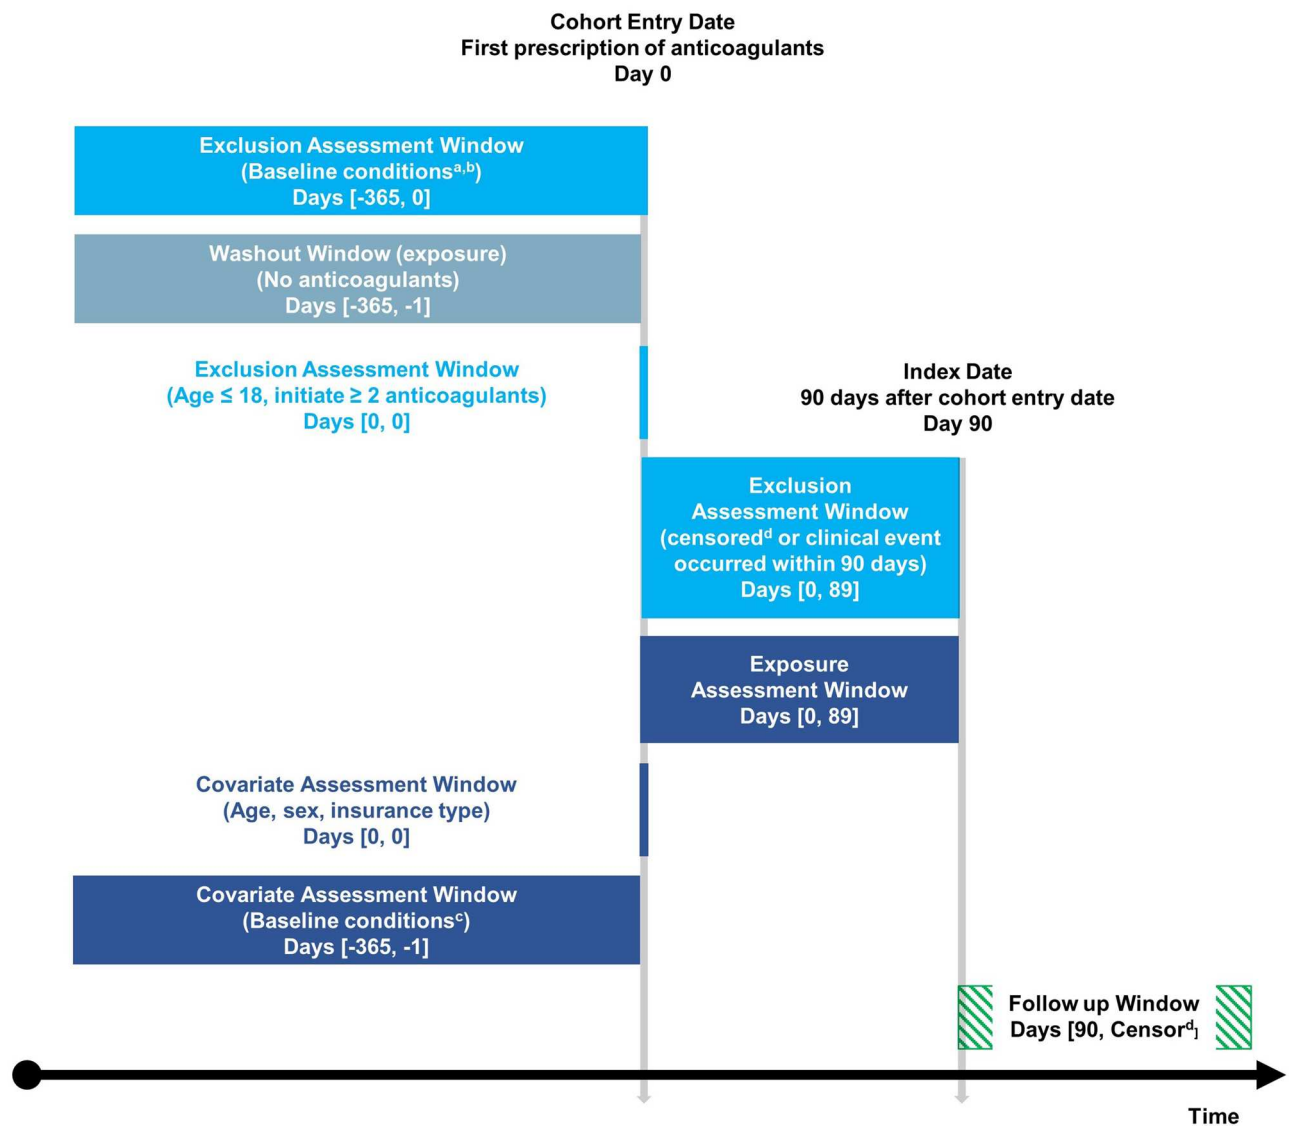 Cohort Entry Date
First prescription of anticoagulants
Day 0
Exclusion Assessment Window
(Baseline conditionsᵃ,ᵇ)
Days [-365, 0]
Washout Window (exposure)
(No anticoagulants)
Days [-365, -1]
Exclusion Assessment Window
(Age ≤ 18, initiate ≥ 2 anticoagulants)
Days [0, 0]
Index Date
90 days after cohort entry date
Day 90
Exclusion
Assessment Window
(censoredᵈ or clinical event
occurred within 90 days)
Days [0, 89]
Exposure
Assessment Window
Days [0, 89]
Covariate Assessment Window
(Age, sex, insurance type)
Days [0, 0]
Covariate Assessment Window
(Baseline conditionsᶜ)
Days [-365, -1]
Follow up Window
Days [90, Censorᵈ]
Time